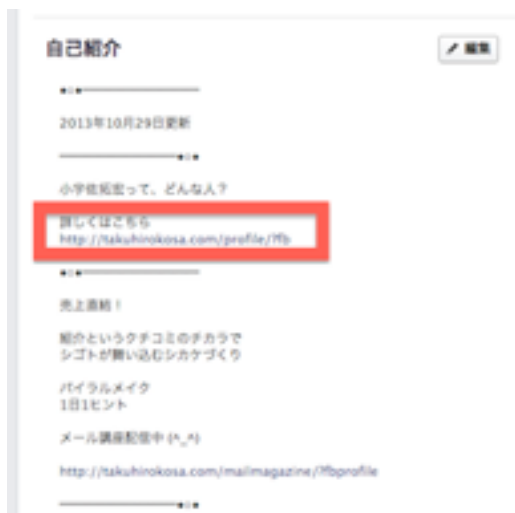 自己紹介
編集
2013年10月29日更新
小宇佐拓宏って、どんな人?
詳しくはこちら
http://takuhirokosa.com/profile/?fb
売上直結!
紹介というクチコミのチカラで
シゴトが舞い込むシカケづくり
バイラルメイク
1日1ヒント
メール講座配信中 (^_^)
http://takuhirokosa.com/mailmagazine/?fbprofile